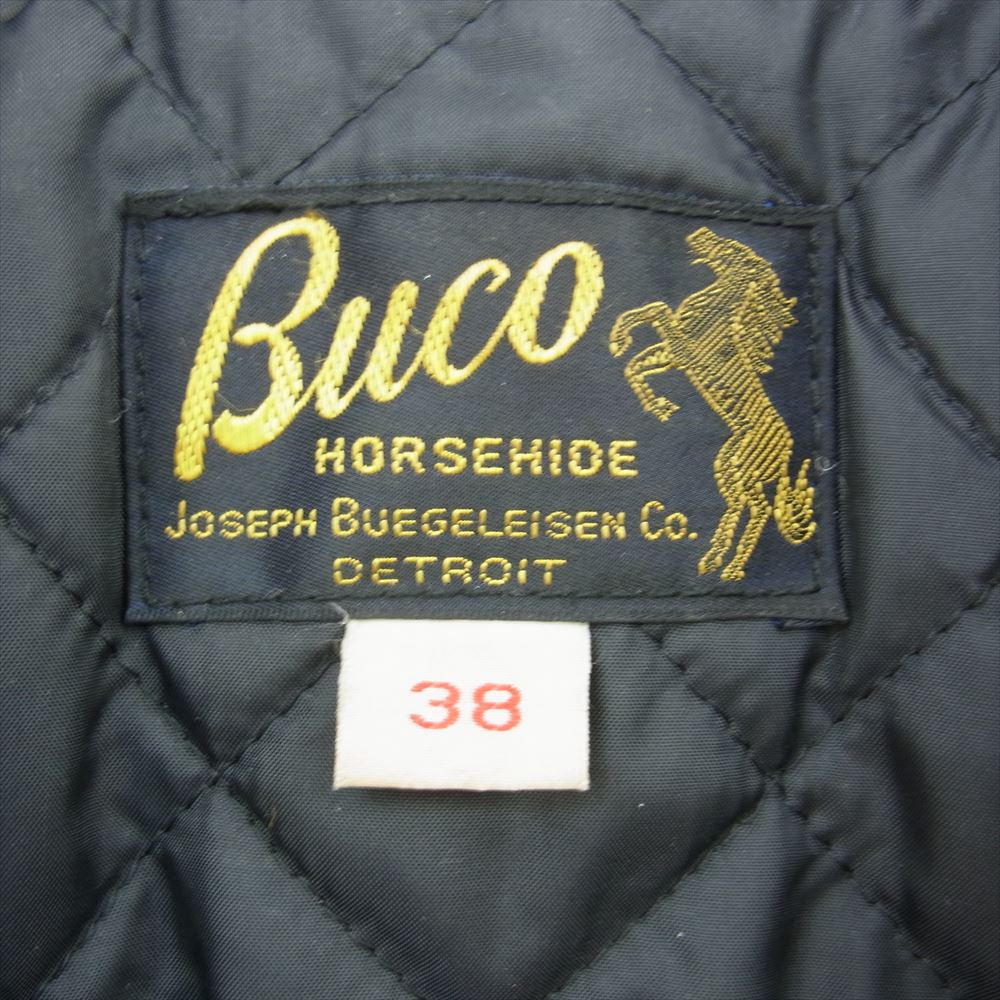 Buco
HORSEHIDE
JOSEPH BUEGELEISEN CO.
DETROIT
38